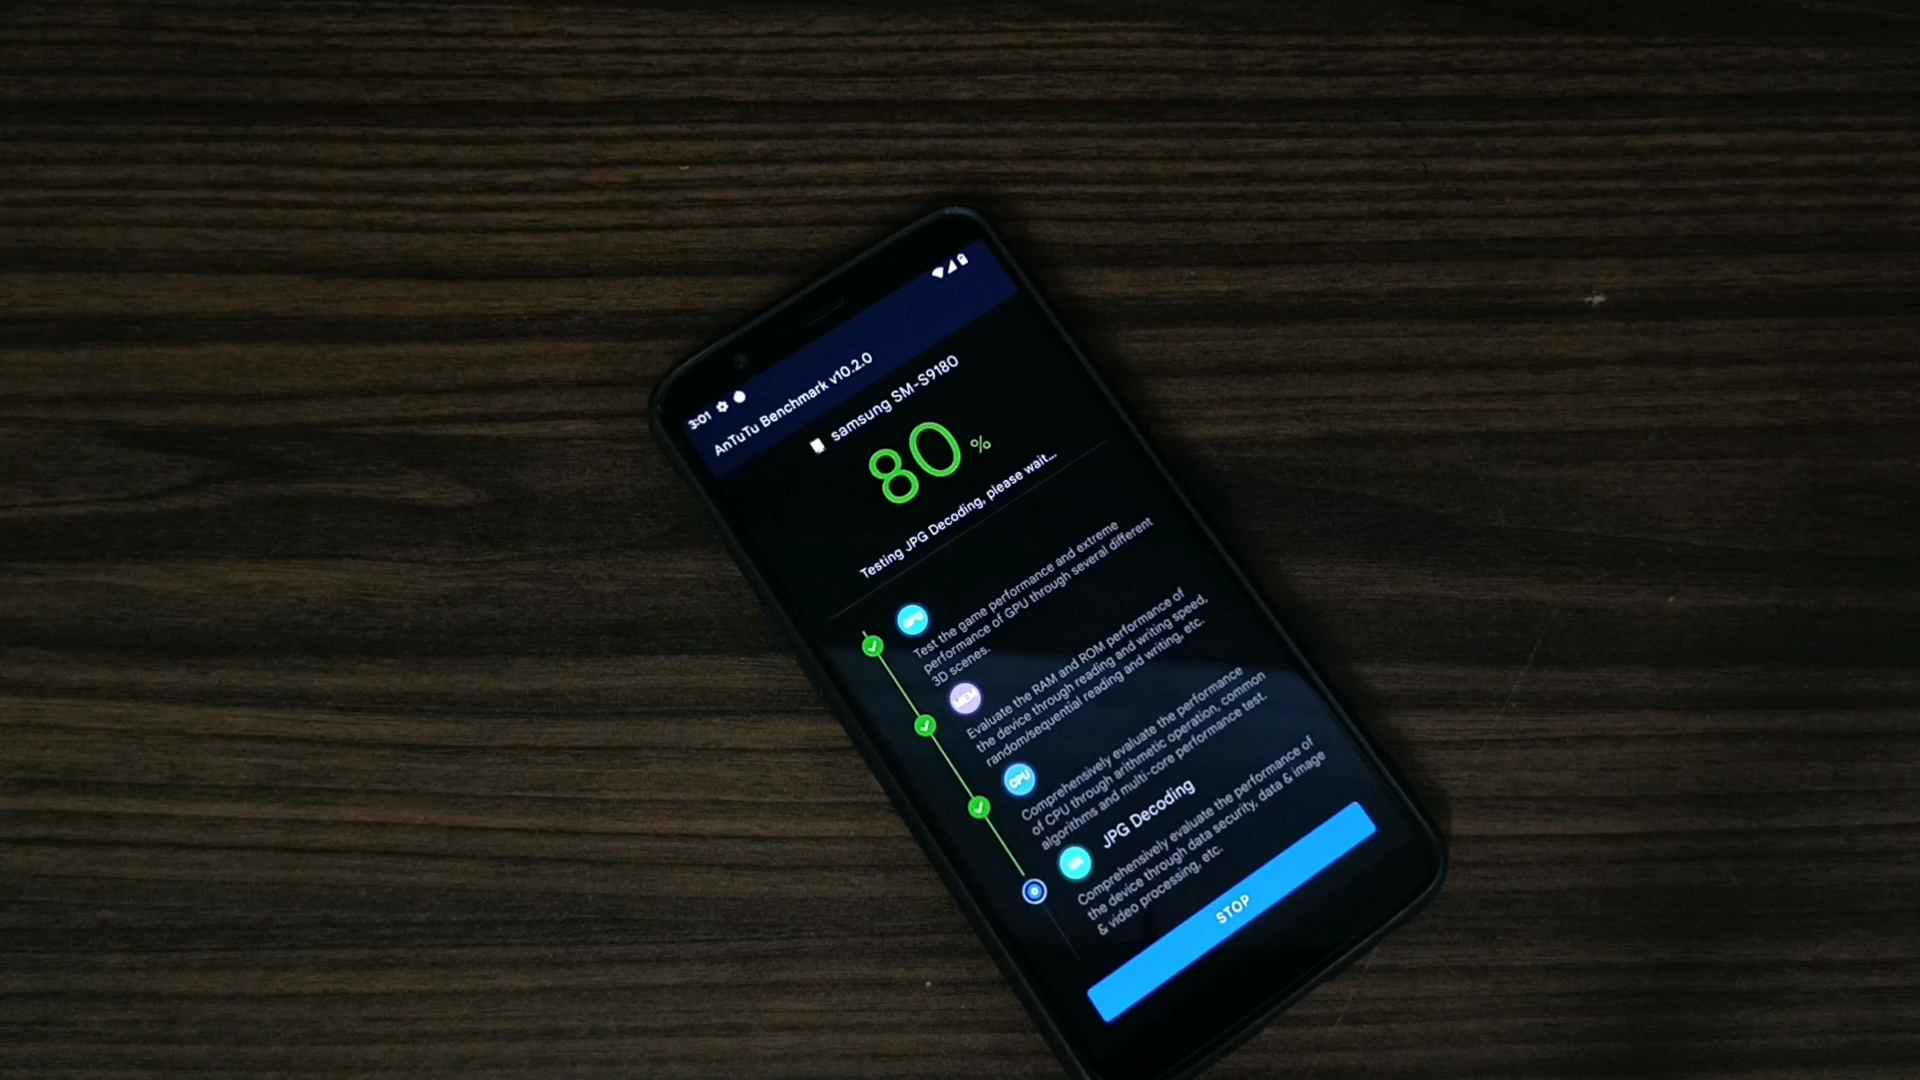 3:01
AnTuTu Benchmark v10.2.0
samsung SM-S9180
80 %
Testing JPG Decoding, please wait...
GPU
Test the game performance and extreme
performance of GPU through several different
3D scenes.
MEM
Evaluate the RAM and ROM performance of
the device through reading and writing speed,
random/sequential reading and writing, etc.
CPU
Comprehensively evaluate the performance
of CPU through arithmetic operation, common
algorithms and multi-core performance test.
UX
JPG Decoding
Comprehensively evaluate the performance of
the device through data security, data & image
& video processing, etc.
STOP